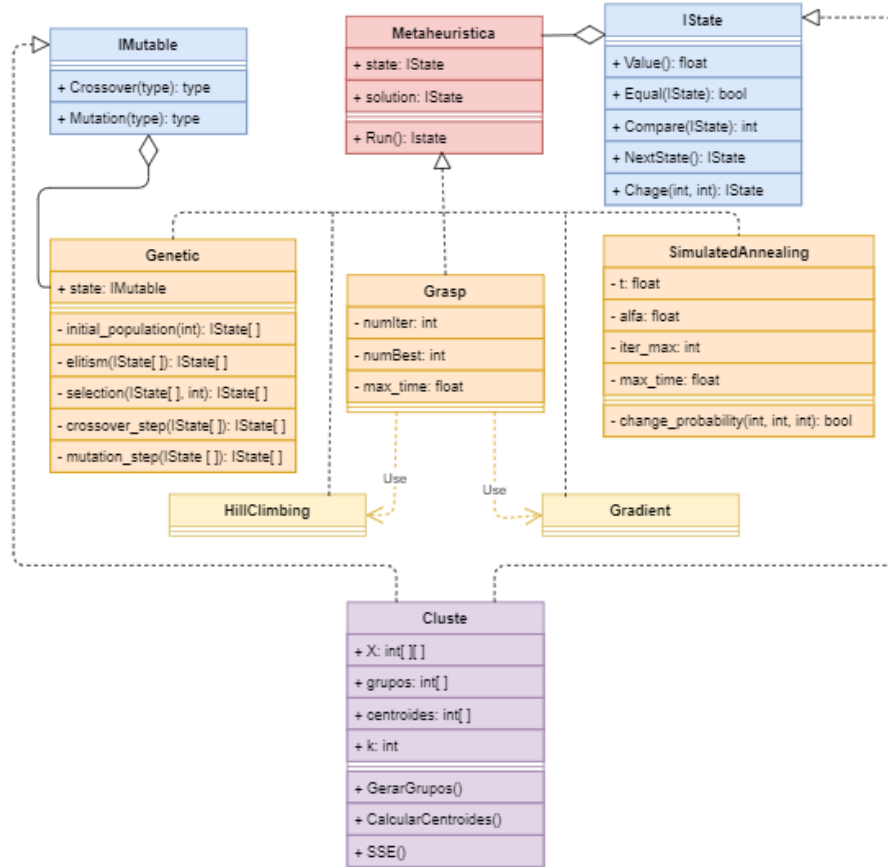 IMutable
+ Crossover(type): type
+ Mutation(type): type
Metaheuristica
+ state: IState
+ solution: IState
+ Run(): Istate
IState
+ Value(): float
+ Equal(IState): bool
+ Compare(IState): int
+ NextState(): IState
+ Chage(int, int): IState
Genetic
+ state: IMutable
- initial_population(int): IState[ ]
- elitism(IState[ ]): IState[ ]
- selection(IState[ ], int): IState[ ]
- crossover_step(IState[ ]): IState[ ]
- mutation_step(IState [ ]): IState[ ]
Grasp
- numIter: int
- numBest: int
- max_time: float
SimulatedAnnealing
- t: float
- alfa: float
- iter_max: int
- max_time: float
- change_probability(int, int, int): bool
Use
Use
HillClimbing
Gradient
Cluste
+ X: int[ ][ ]
+ grupos: int[ ]
+ centroides: int[ ]
+ k: int
+ GerarGrupos()
+ CalcularCentroides()
+ SSE()